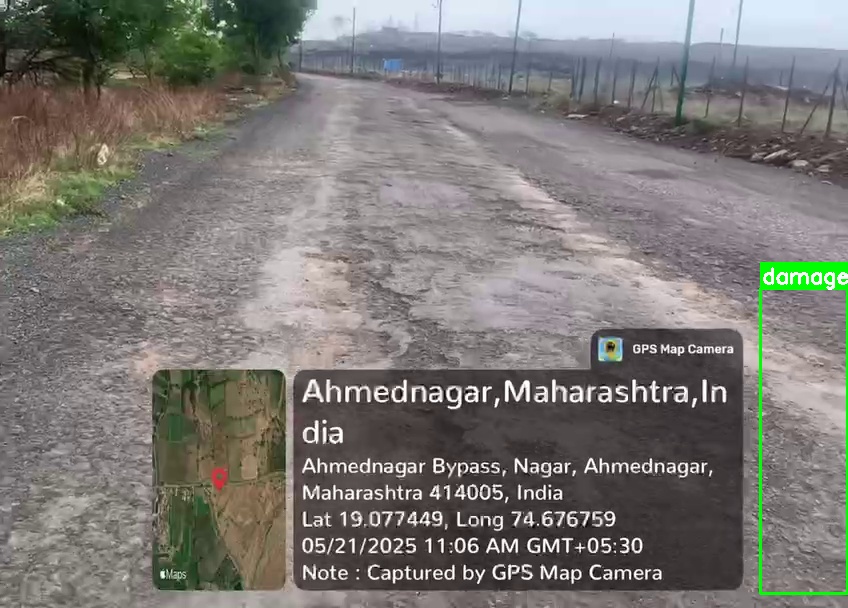 damage
GPS Map Camera
Ahmednagar,Maharashtra,In
dia
Ahmednagar Bypass, Nagar, Ahmednagar,
Maharashtra 414005, India
Lat 19.077449, Long 74.676759
05/21/2025 11:06 AM GMT+05:30
Note : Captured by GPS Map Camera
Maps